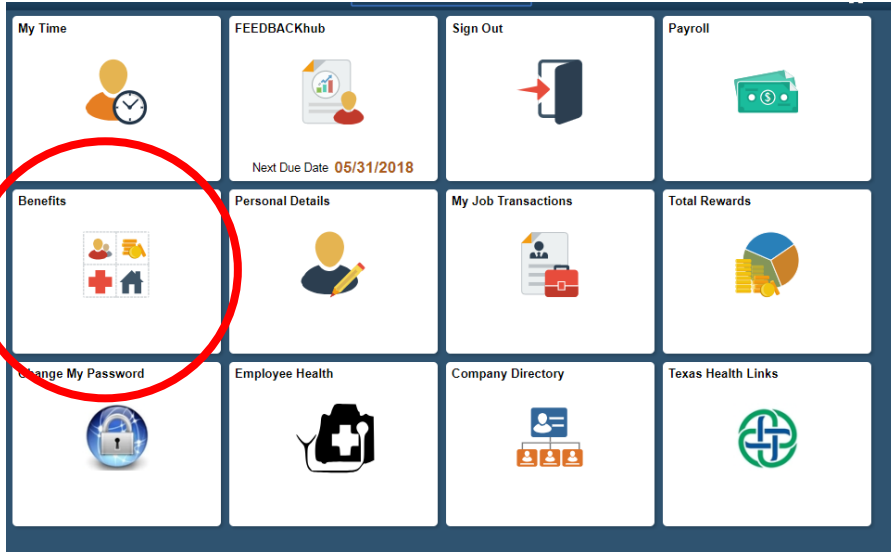 My Time
FEEDBACKhub
Sign Out
Payroll
Next Due Date 05/31/2018
Benefits
Personal Details
My Job Transactions
Total Rewards
Change My Password
Employee Health
Company Directory
Texas Health Links